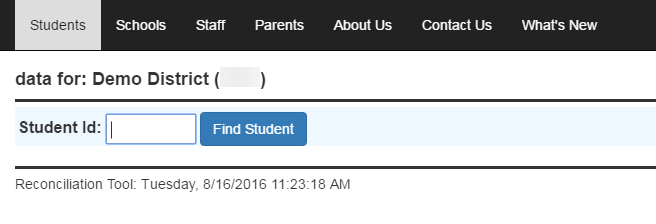 Students Schools Staff Parents About Us Contact Us What's New
data for: Demo District ( )
Student Id: Find Student
Reconciliation Tool: Tuesday, 8/16/2016 11:23:18 AM